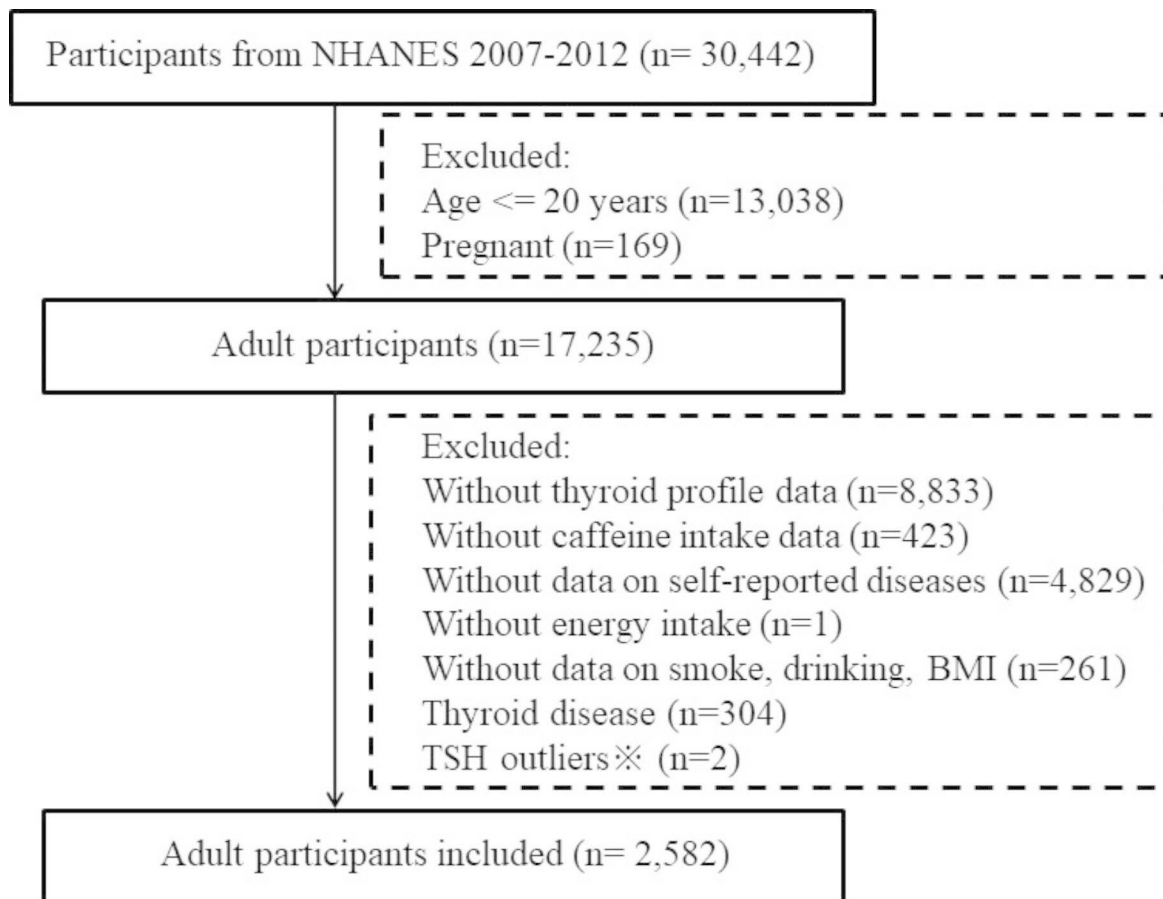 Participants from NHANES 2007-2012 (n= 30,442)
Excluded:
Age <= 20 years (n=13,038)
Pregnant (n=169)
Adult participants (n=17,235)
Excluded:
Without thyroid profile data (n=8,833)
Without caffeine intake data (n=423)
Without data on self-reported diseases (n=4,829)
Without energy intake (n=1)
Without data on smoke, drinking, BMI (n=261)
Thyroid disease (n=304)
TSH outliers※ (n=2)
Adult participants included (n= 2,582)